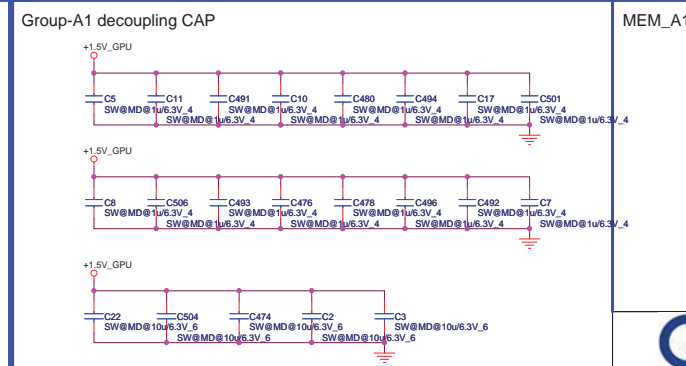 Group-A1 decoupling CAP
MEM_A1
+1.5V_GPU
C5 C11 C491 C10 C480 C494 C17 C501
SW@MD@1u/6.3V_4 SW@MD@1u/6.3V_4 SW@MD@1u/6.3V_4 SW@MD@1u/6.3V_4
SW@MD@1u/6.3V_4 SW@MD@1u/6.3V_4 SW@MD@1u/6.3V_4 SW@MD@1u/6.3V_4
+1.5V_GPU
C8 C506 C493 C476 C478 C496 C492 C7
SW@MD@1u/6.3V_4 SW@MD@1u/6.3V_4 SW@MD@1u/6.3V_4 SW@MD@1u/6.3V_4
SW@MD@1u/6.3V_4 SW@MD@1u/6.3V_4 SW@MD@1u/6.3V_4 SW@MD@1u/6.3V_4
+1.5V_GPU
C22 C504 C474 C2 C3
SW@MD@10u/6.3V_6 SW@MD@10u/6.3V_6 SW@MD@10u/6.3V_6
SW@MD@10u/6.3V_6 SW@MD@10u/6.3V_6